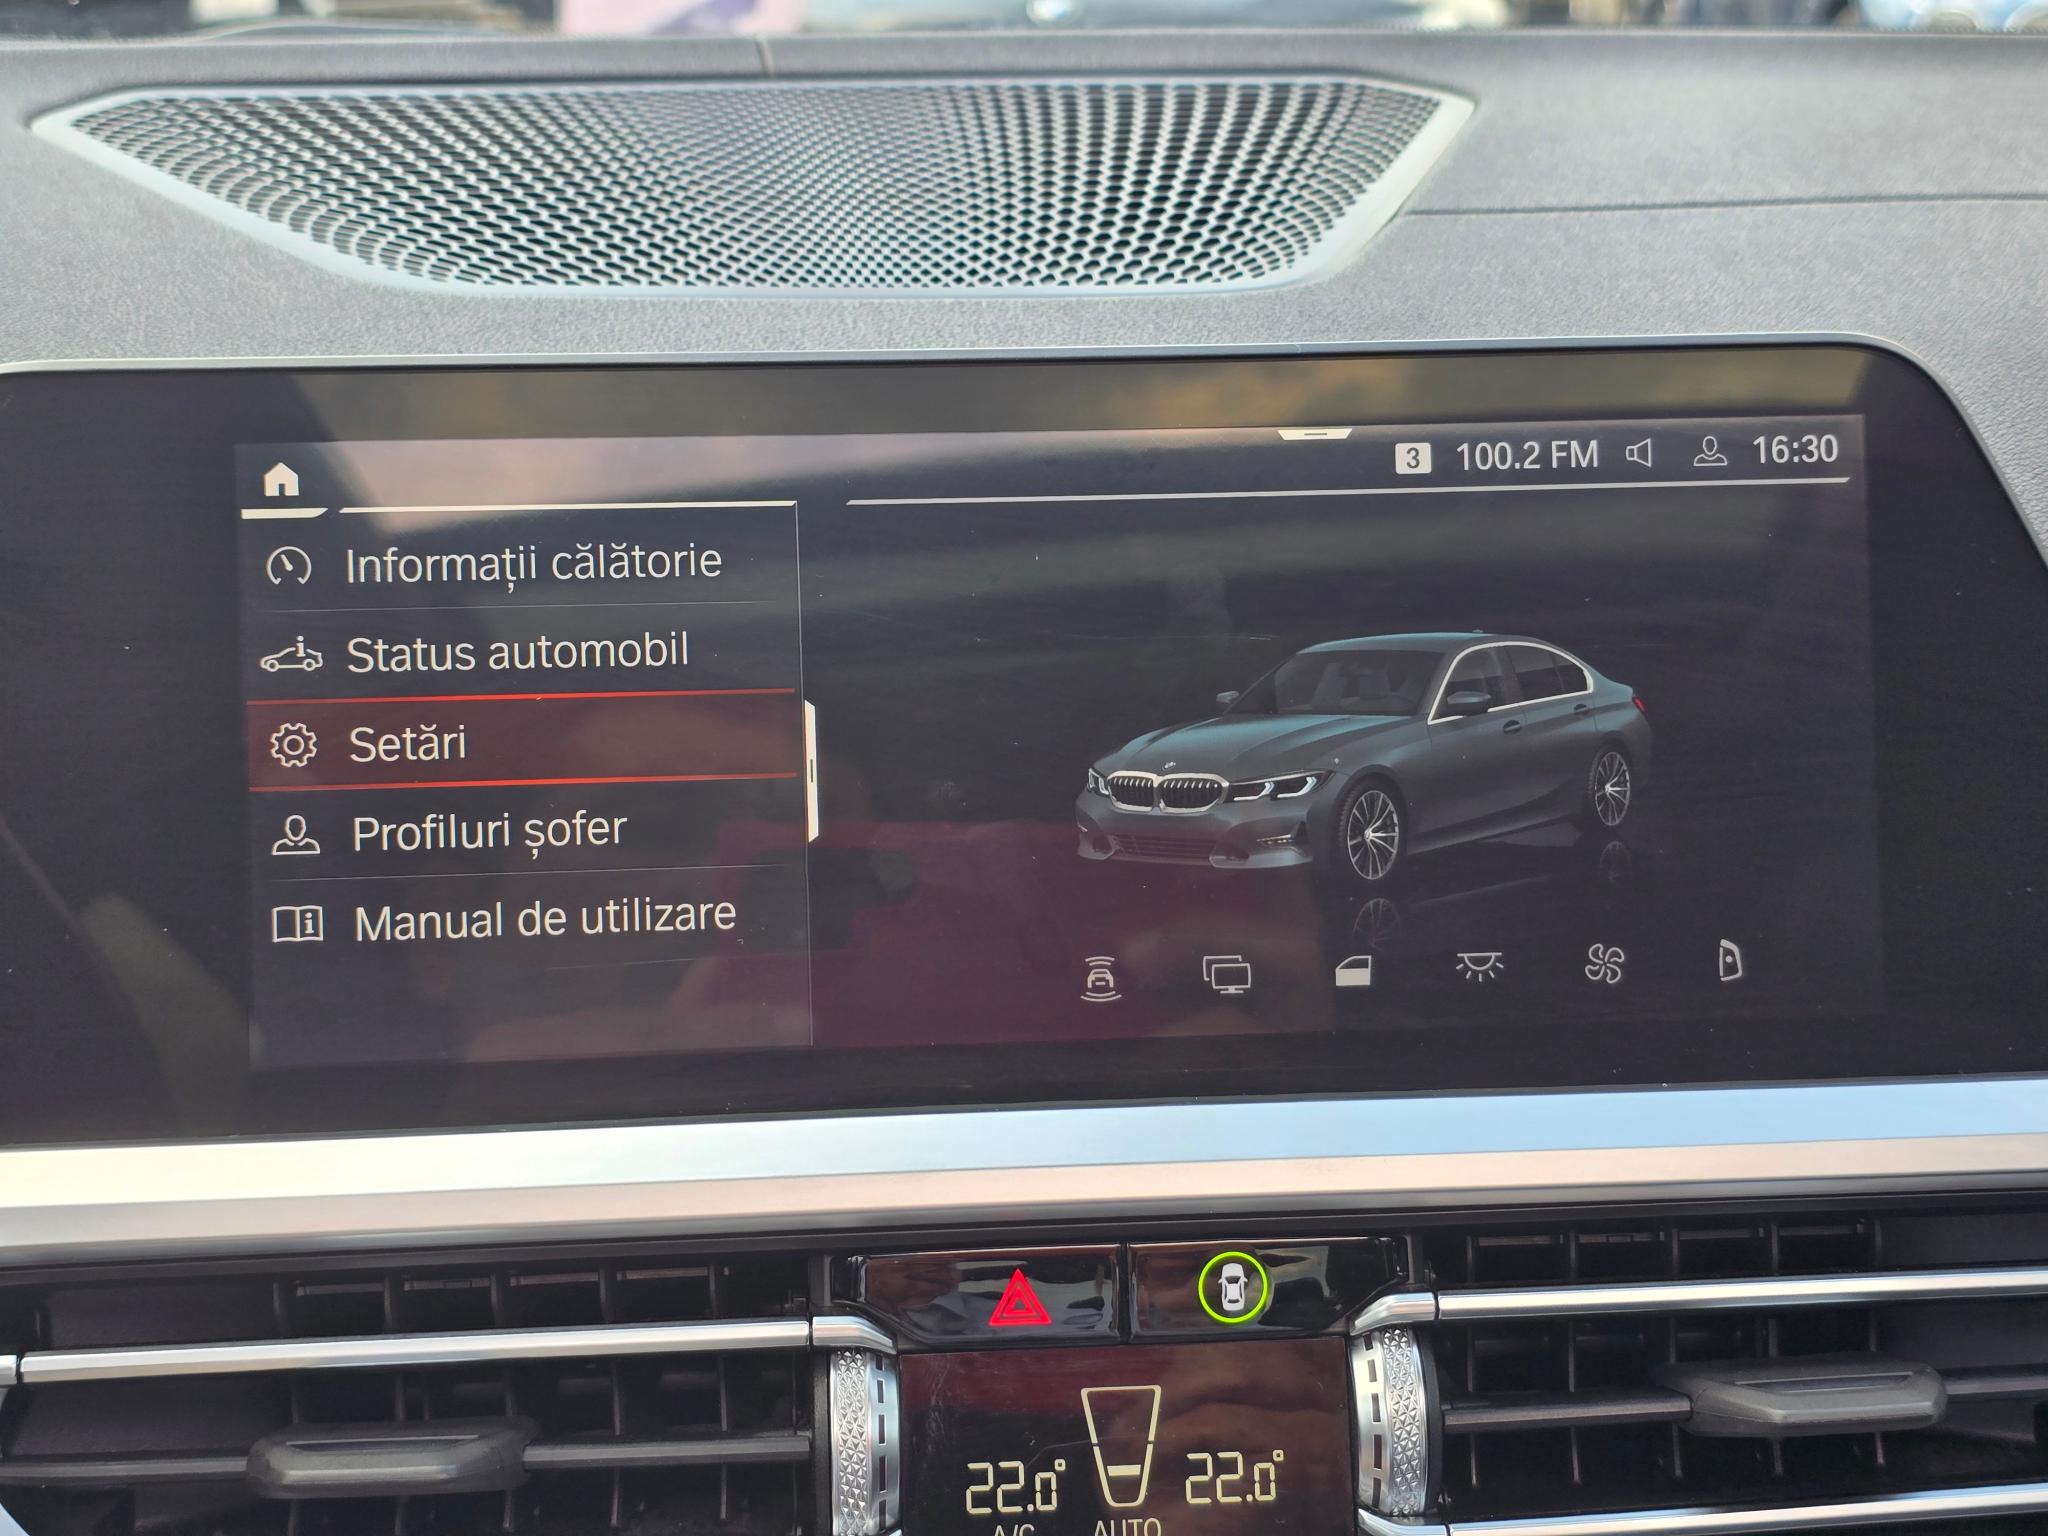 3 100.2 FM 16:30
Informații călătorie
Status automobil
Setări
Profiluri șofer
Manual de utilizare
22.0° 22.0°
A/C AUTO